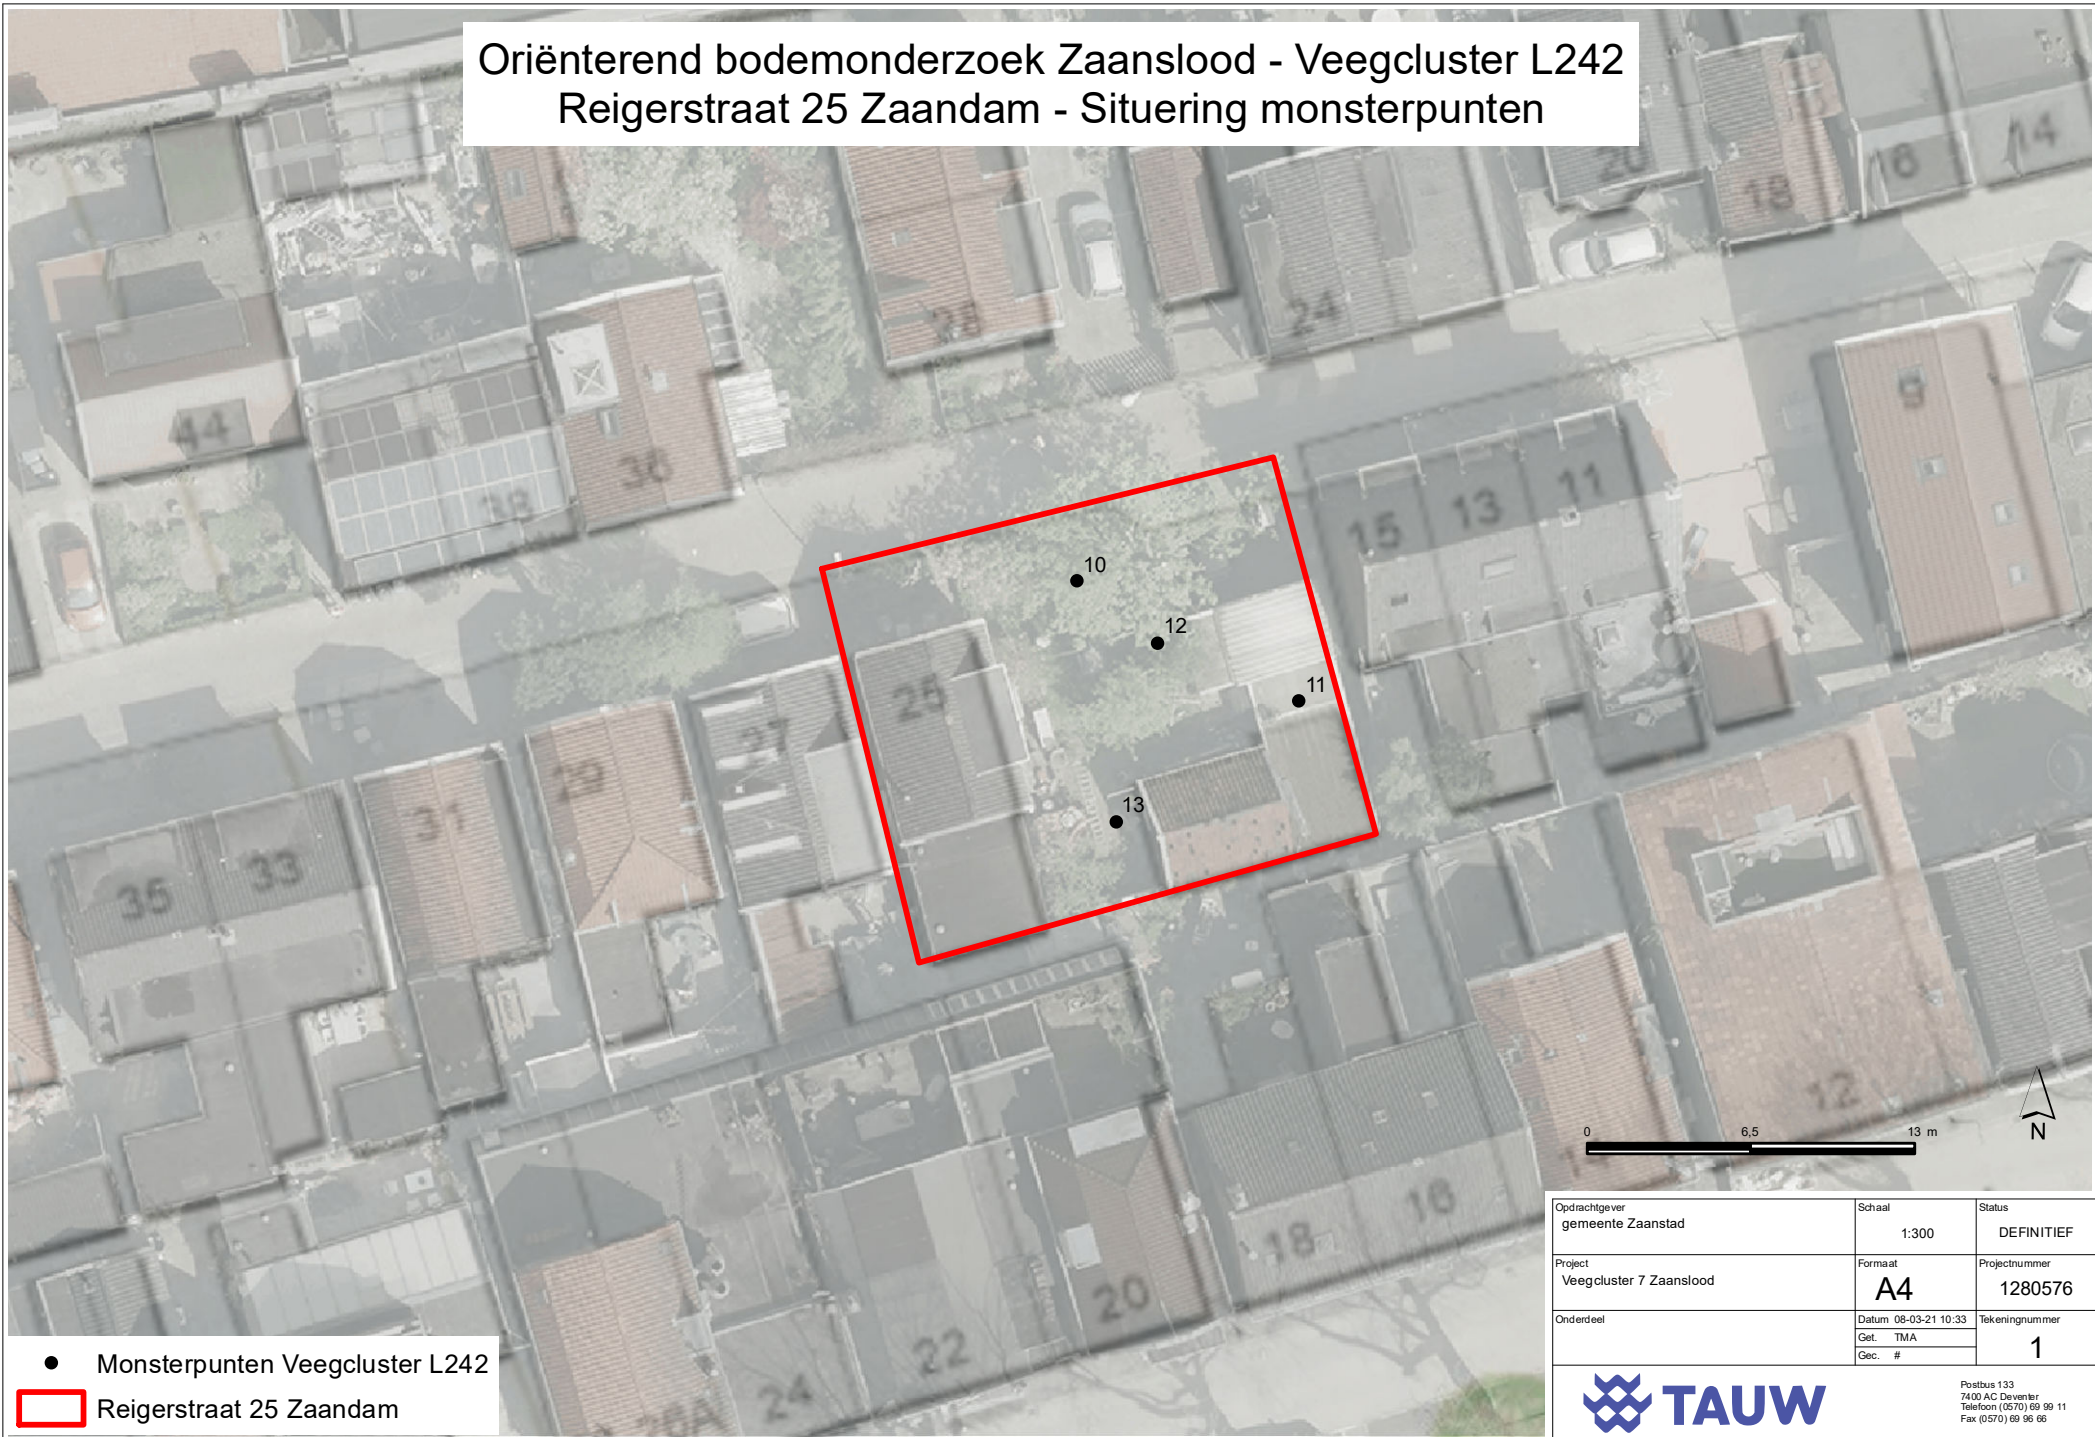 Oriënterend bodemonderzoek Zaanslood - Veegcluster L242
Reigerstraat 25 Zaandam - Situering monsterpunten
20
18
16
14
28
24
44
38
36
9
15
13
11
10
12
11
13
25
27
29
31
33
35
12
16
18
20
22
24
20A
0 6,5 13 m
N
Monsterpunten Veegcluster L242
Reigerstraat 25 Zaandam
Opdrachtgever
gemeente Zaanstad
Schaal
1:300
Status
DEFINITIEF
Project
Veegcluster 7 Zaanslood
Formaat
A4
Projectnummer
1280576
Onderdeel
Datum 08-03-21 10:33
Get. TMA
Gec. #
Tekeningnummer
1
TAUW
Postbus 133
7400 AC Deventer
Telefoon (0570) 69 99 11
Fax (0570) 69 96 66